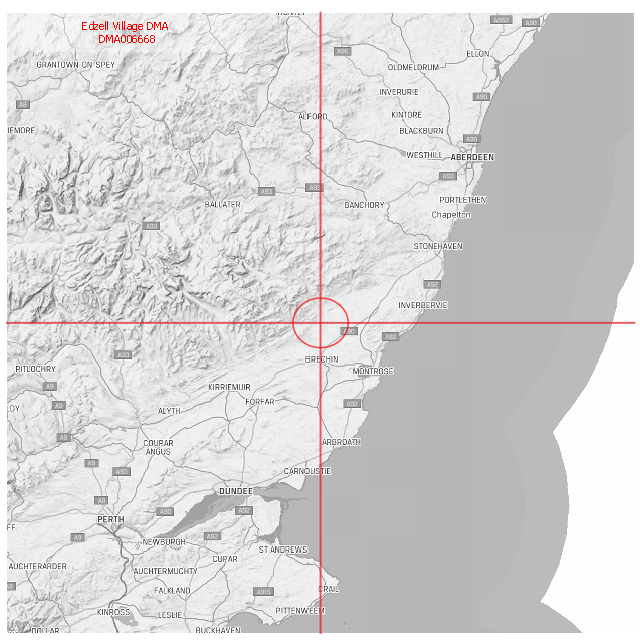 HUNTLY
A952
A90
Edzell Village DMA
DMA006668
A96
ELLON
GRANTOWN-ON-SPEY
OLDMELDRUM
INVERURIE
A90
A9
ALFORD
KINTORE
BLACKBURN
A90
WESTHILL
ABERDEEN
A93
A93
A93
BALLATER
BANCHORY
PORTLETHEN
Chapelton
A93
STONEHAVEN
A92
INVERBERVIE
A90
A92
A93
BRECHIN
PITLOCHRY
MONTROSE
A9
KIRRIEMUIR
FORFAR
A9
A92
ALYTH
A9
COUPAR
ANGUS
ARBROATH
A9
A93
CARNOUSTIE
DUNDEE
A9
A90
A92
PERTH
FF
A9
A92
NEWBURGH
ST ANDREWS
CUPAR
AUCHTERARDER
AUCHTERMUCHTY
FALKLAND
A915
CRAIL
KINROSS
LESLIE
PITTENWEEM
DOLLAR
BUCKHAVEN